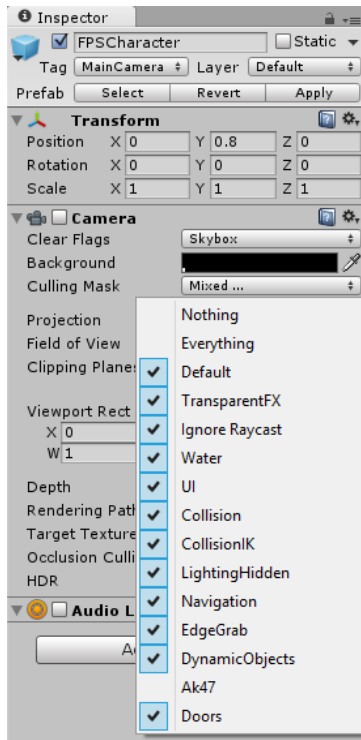 Inspector
FPSCharacter Static
Tag MainCamera Layer Default
Prefab Select Revert Apply
Transform
Position X 0 Y 0.8 Z 0
Rotation X 0 Y 0 Z 0
Scale X 1 Y 1 Z 1
Camera
Clear Flags Skybox
Background
Culling Mask Mixed ...
Nothing
Projection
Everything
Field of View
Default
Clipping Planes
TransparentFX
Viewport Rect
Ignore Raycast
X 0
Water
W 1
UI
Depth
Collision
Rendering Path
CollisionIK
Target Texture
LightingHidden
Occlusion Culli
Navigation
HDR
EdgeGrab
Audio L
DynamicObjects
A
Ak47
Doors